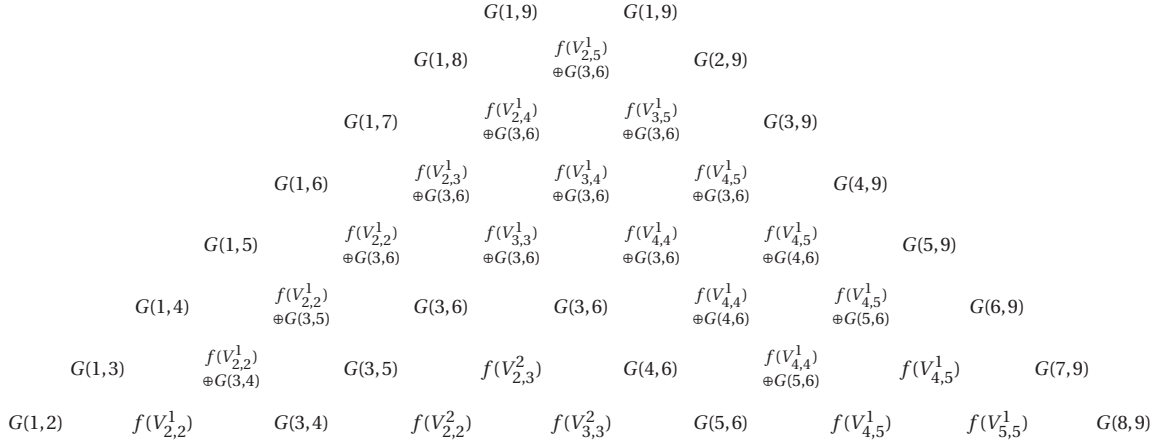 G(1,9) G(1,9)
G(1,8) f(V^1_{2,5}) ⊕G(3,6) G(2,9)
G(1,7) f(V^1_{2,4}) ⊕G(3,6) f(V^1_{3,5}) ⊕G(3,6) G(3,9)
G(1,6) f(V^1_{2,3}) ⊕G(3,6) f(V^1_{3,4}) ⊕G(3,6) f(V^1_{4,5}) ⊕G(3,6) G(4,9)
G(1,5) f(V^1_{2,2}) ⊕G(3,6) f(V^1_{3,3}) ⊕G(3,6) f(V^1_{4,4}) ⊕G(3,6) f(V^1_{4,5}) ⊕G(4,6) G(5,9)
G(1,4) f(V^1_{2,2}) ⊕G(3,5) G(3,6) G(3,6) f(V^1_{4,4}) ⊕G(4,6) f(V^1_{4,5}) ⊕G(5,6) G(6,9)
G(1,3) f(V^1_{2,2}) ⊕G(3,4) G(3,5) f(V^2_{2,3}) G(4,6) f(V^1_{4,4}) ⊕G(5,6) f(V^1_{4,5}) G(7,9)
G(1,2) f(V^1_{2,2}) G(3,4) f(V^2_{2,2}) f(V^2_{3,3}) G(5,6) f(V^1_{4,5}) f(V^1_{5,5}) G(8,9)